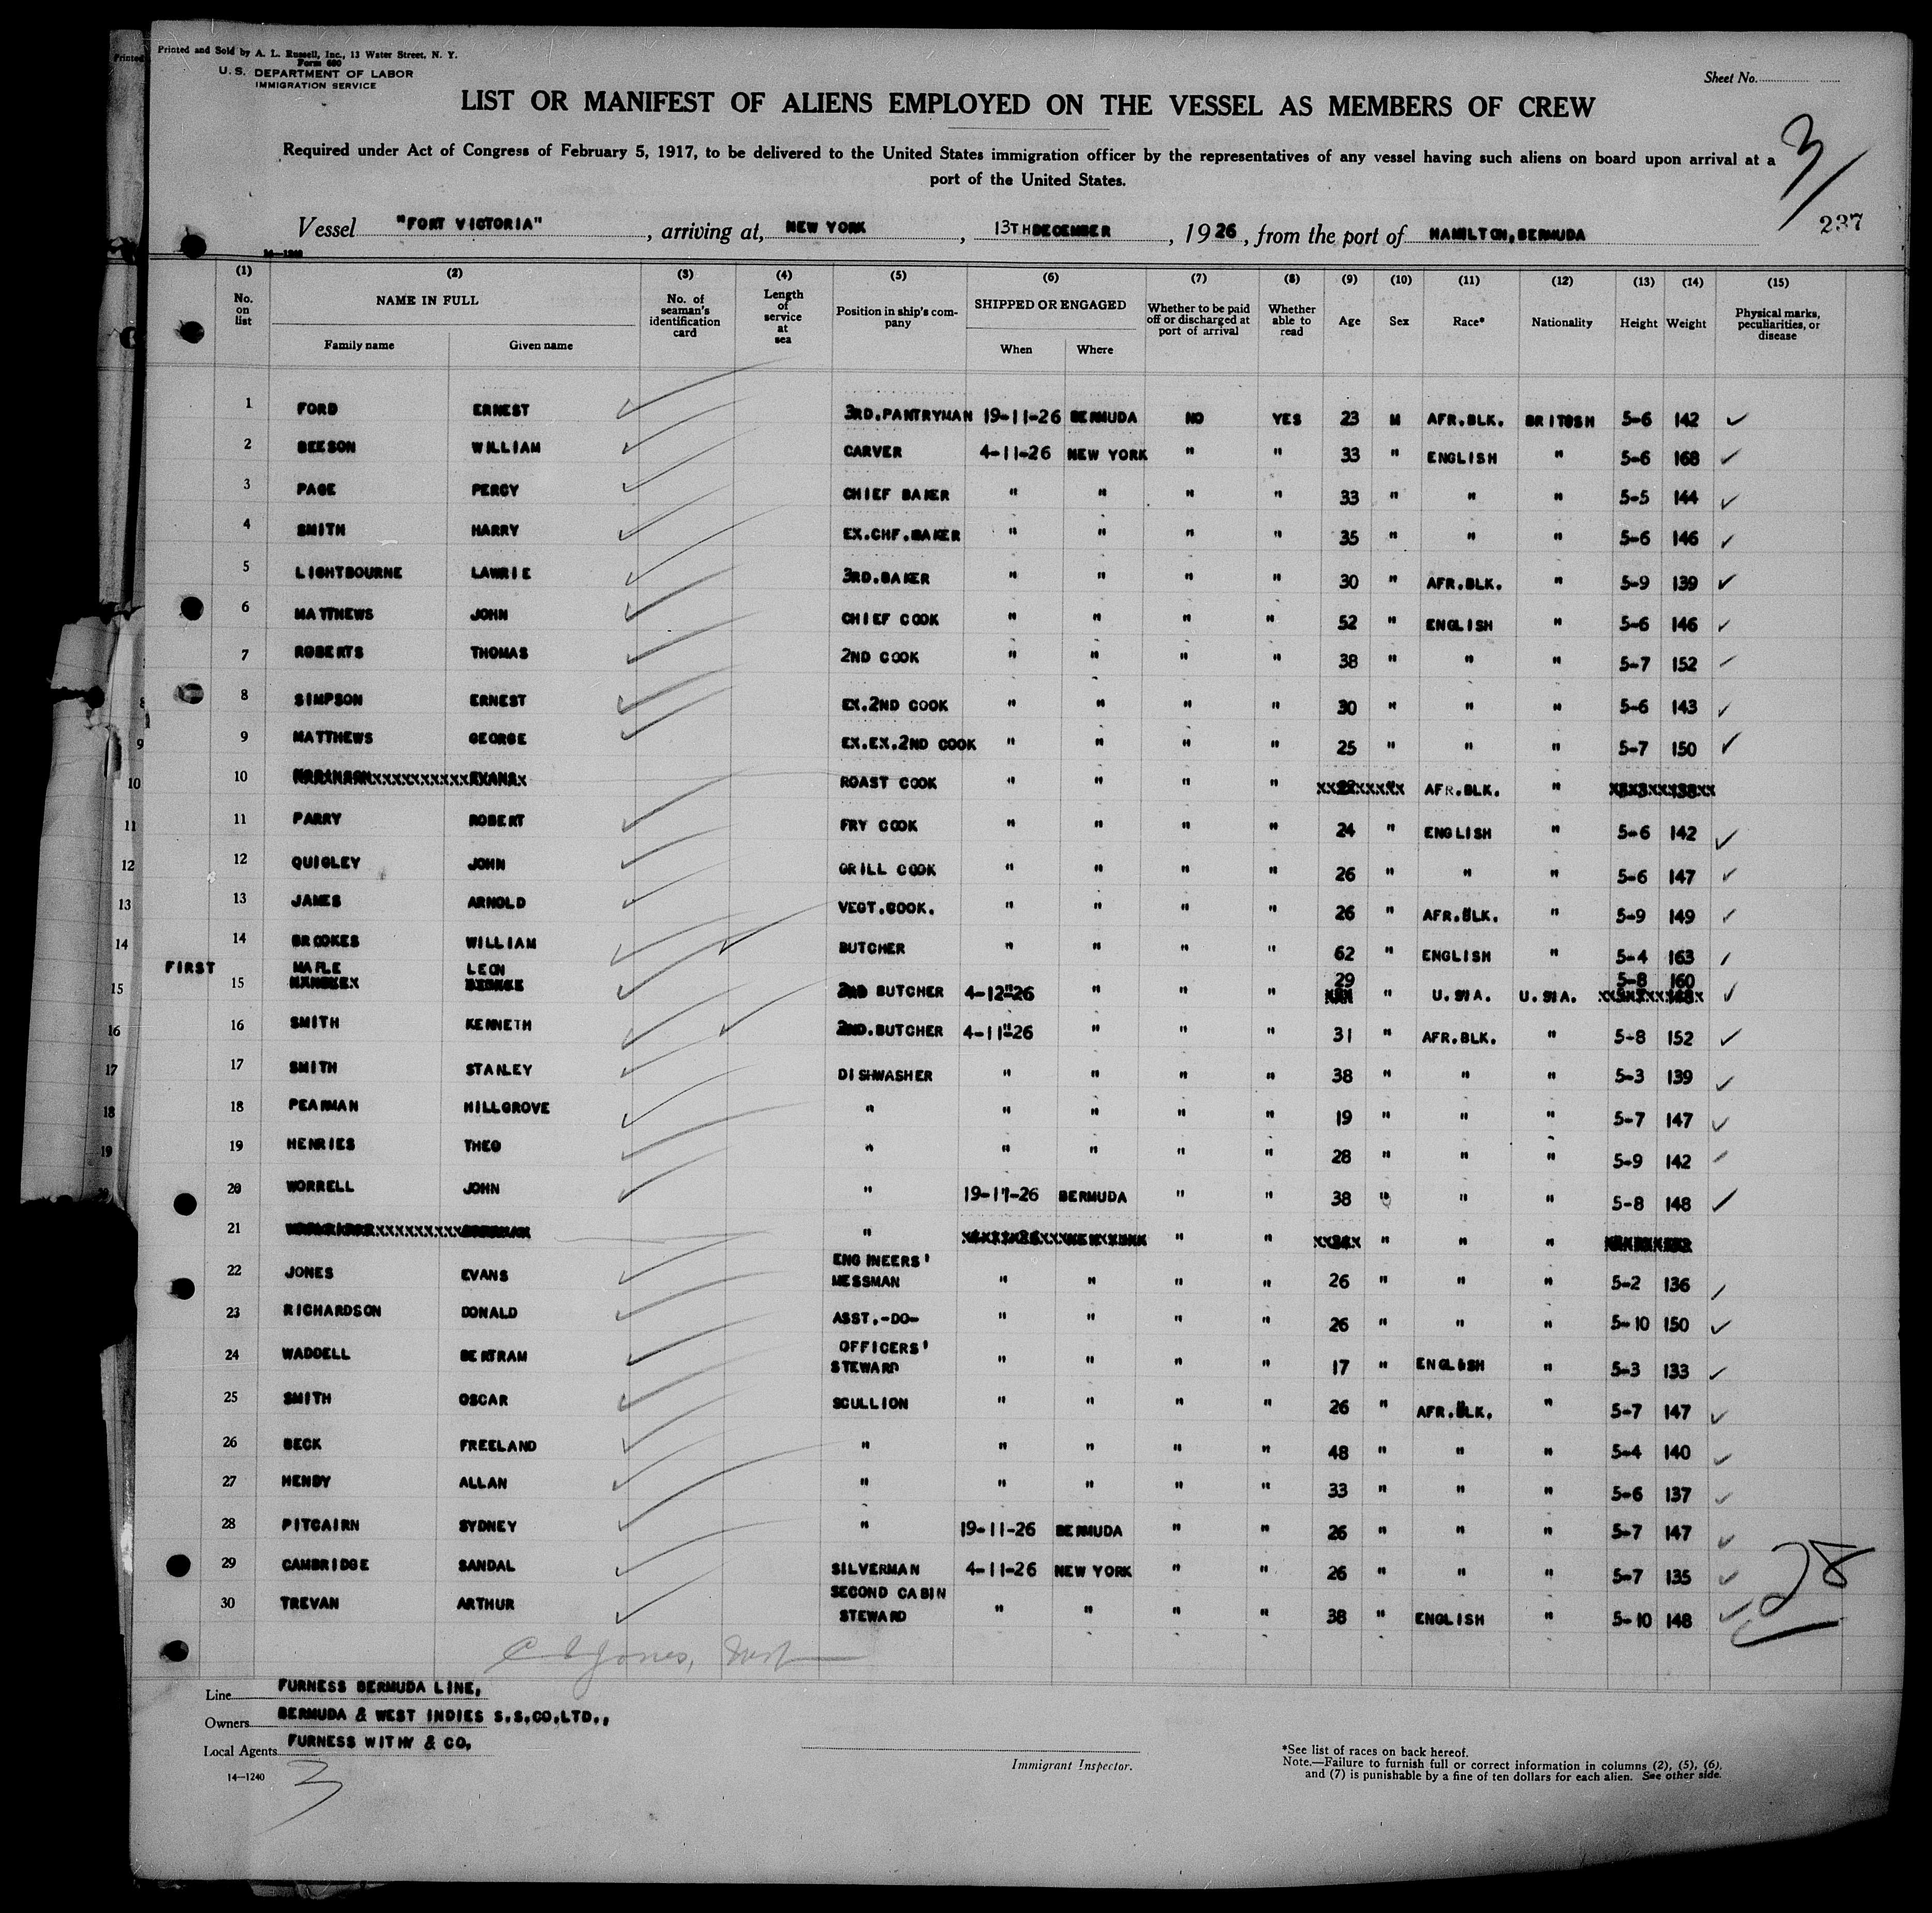 Printed and Sold by A. L. Russell, Inc., 13 Water Street, N. Y.
Form 680
U. S. DEPARTMENT OF LABOR
IMMIGRATION SERVICE
Sheet No.
LIST OR MANIFEST OF ALIENS EMPLOYED ON THE VESSEL AS MEMBERS OF CREW
Required under Act of Congress of February 5, 1917, to be delivered to the United States immigration officer by the representatives of any vessel having such aliens on board upon arrival at a
port of the United States.
3/
237
Vessel "FORT VICTORIA", arriving at, NEW YORK, 13TH DECEMBER, 1926, from the port of HAMILTON, BERMUDA
14—1240
(1) (2) (3) (4) (5) (6) (7) (8) (9) (10) (11) (12) (13) (14) (15)
No. on list NAME IN FULL Family name Given name No. of seaman's identification card Length of service at sea Position in ship's company SHIPPED OR ENGAGED When Where Whether to be paid off or discharged at port of arrival Whether able to read Age Sex Race* Nationality Height Weight Physical marks, peculiarities, or disease
1 FORD ERNEST 3RD.PANTRYMAN 19-11-26 BERMUDA NO YES 23 M AFR.BLK. BRITOSH 5-6 142
2 BEESON WILLIAM CARVER 4-11-26 NEW YORK " " 33 " ENGLISH " 5-6 168
3 PAGE PERCY CHIEF BAKER " " " " 33 " " " 5-5 144
4 SMITH HARRY EX.CHF.BAKER " " " " 35 " " " 5-6 146
5 LIGHTBOURNE LAWRIE 3RD.BAKER " " " " 30 " AFR.BLK. " 5-9 139
6 MATTHEWS JOHN CHIEF COOK " " " " 52 " ENGLISH " 5-6 146
7 ROBERTS THOMAS 2ND COOK " " " " 38 " " " 5-7 152
8 SIMPSON ERNEST EX.2ND COOK " " " " 30 " " " 5-6 143
9 MATTHEWS GEORGE EX.EX.2ND COOK " " " " 25 " " " 5-7 150
10 ROAST COOK " " " " AFR.BLK. "
11 PARRY ROBERT FRY COOK " " " " 24 " ENGLISH " 5-6 142
12 QUIGLEY JOHN GRILL COOK " " " " 26 " " " 5-6 147
13 JAMES ARNOLD VEGT.COOK. " " " " 26 " AFR.BLK. " 5-9 149
14 BROOKES WILLIAM BUTCHER " " " " 62 " ENGLISH " 5-4 163
FIRST MAPLE LEON 29 5-8 160
15 2ND BUTCHER 4-12-26 " " " " U.S.A. U.S.A.
16 SMITH KENNETH 2ND.BUTCHER 4-11-26 " " " 31 " AFR.BLK. " 5-8 152
17 SMITH STANLEY DISHWASHER " " " " 38 " " " 5-3 139
18 PEARMAN HILLGROVE " " " " " 19 " " " 5-7 147
19 HENRIES THEO " " " " " 28 " " " 5-9 142
20 WORRELL JOHN " 19-11-26 BERMUDA " " 38 " " " 5-8 148
21 " " " " " "
22 JONES EVANS ENGINEERS' MESSMAN " " " " 26 " " " 5-2 136
23 RICHARDSON DONALD ASST.-DO- " " " " 26 " " " 5-10 150
24 WADDELL BERTRAM OFFICERS' STEWARD " " " " 17 " ENGLISH " 5-3 133
25 SMITH OSCAR SCULLION " " " " 26 " AFR.BLK. " 5-7 147
26 BECK FREELAND " " " " " 48 " " " 5-4 140
27 HENDY ALLAN " " " " " 33 " " " 5-6 137
28 PITCAIRN SYDNEY " 19-11-26 BERMUDA " " 26 " " " 5-7 147
29 CAMBRIDGE SANDAL SILVERMAN 4-11-26 NEW YORK " " 26 " " " 5-7 135
30 TREVAN ARTHUR SECOND CABIN STEWARD " " " " 38 " ENGLISH " 5-10 148
28
Jones,
Line FURNESS BERMUDA LINE,
Owners BERMUDA & WEST INDIES S.S.CO.LTD.,
Local Agents FURNESS WITHY & CO,
14—1240
3
Immigrant Inspector.
*See list of races on back hereof.
Note.—Failure to furnish full or correct information in columns (2), (5), (6),
and (7) is punishable by a fine of ten dollars for each alien. See other side.